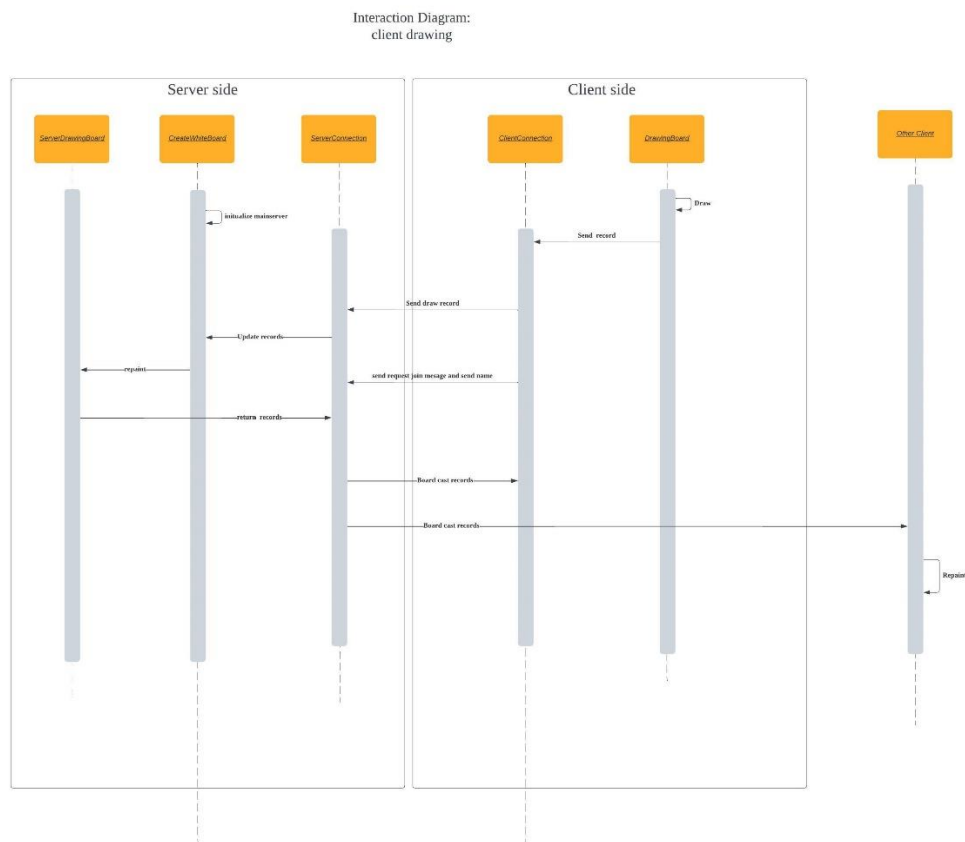 Interaction Diagram:
client drawing
Server side
Client side
ServerDrawingBoard
CreateWhiteBoard
ServerConnection
ClientConnection
DrawingBoard
Other Client
Draw
initualize mainserver
Send record
Send draw record
Update records
repaint
send request join mesage and send name
return records
Board cast records
Board cast records
Repaint